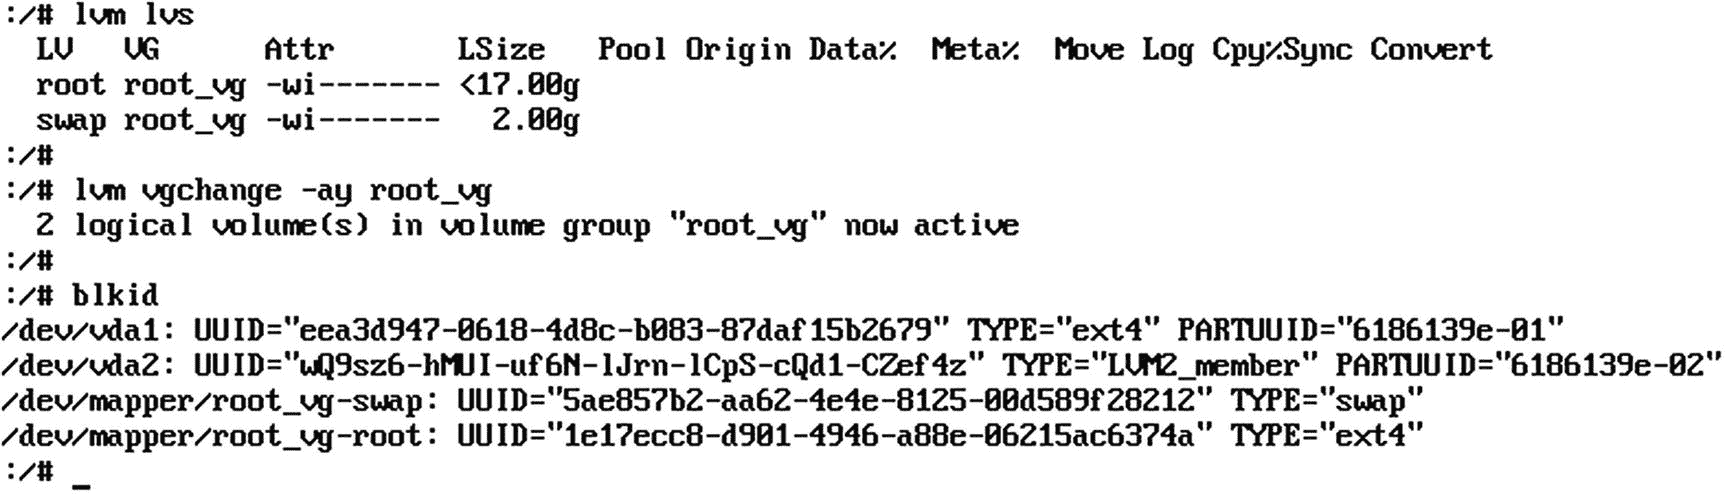 :/# lvm lvs
  LV   VG      Attr       LSize   Pool Origin Data%  Meta%  Move Log Cpy%Sync Convert
  root root_vg -wi------- <17.00g
  swap root_vg -wi-------   2.00g
:/#
:/# lvm vgchange -ay root_vg
  2 logical volume(s) in volume group "root_vg" now active
:/#
:/# blkid
/dev/vda1: UUID="eea3d947-0618-4d8c-b083-87daf15b2679" TYPE="ext4" PARTUUID="6186139e-01"
/dev/vda2: UUID="wQ9sz6-hMUI-uf6N-lJrn-lCpS-cQd1-CZef4z" TYPE="LVM2_member" PARTUUID="6186139e-02"
/dev/mapper/root_vg-swap: UUID="5ae857b2-aa62-4e4e-8125-00d589f28212" TYPE="swap"
/dev/mapper/root_vg-root: UUID="1e17ecc8-d901-4946-a88e-06215ac6374a" TYPE="ext4"
:/# _